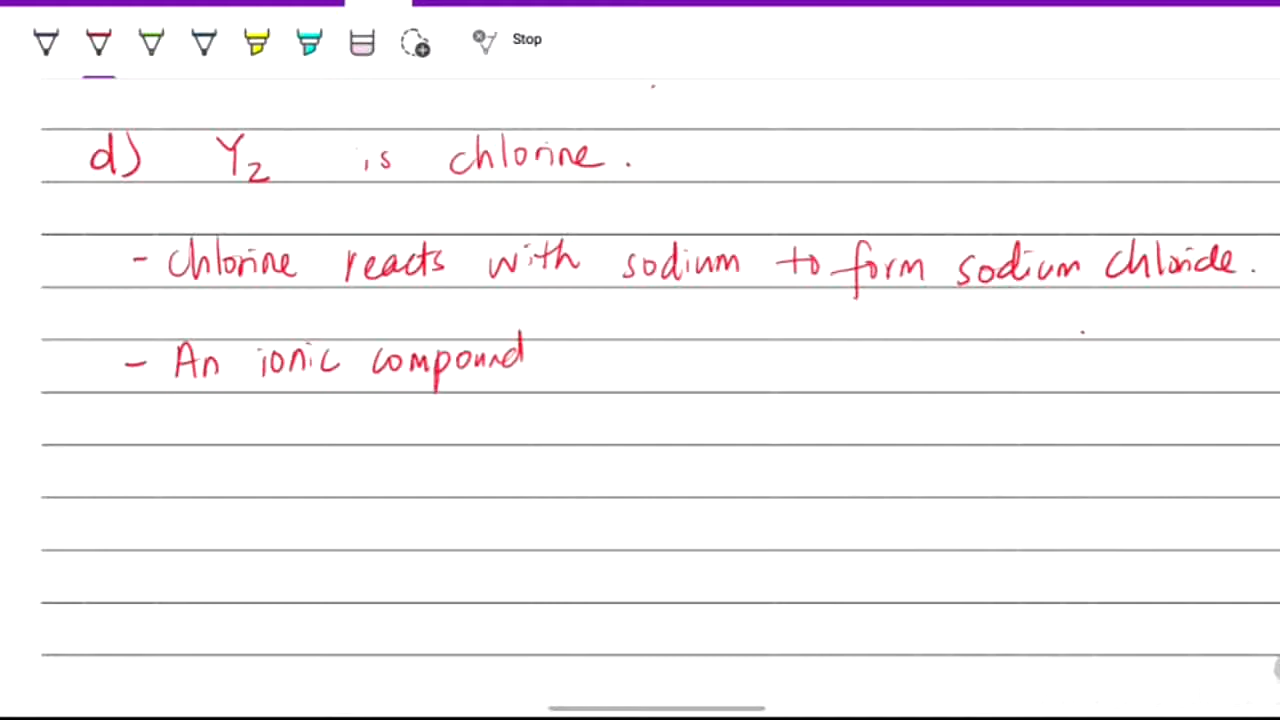 Stop
d) Y2 is chlorine.
- Chlorine reacts with sodium to form sodium chloride.
- An ionic compound